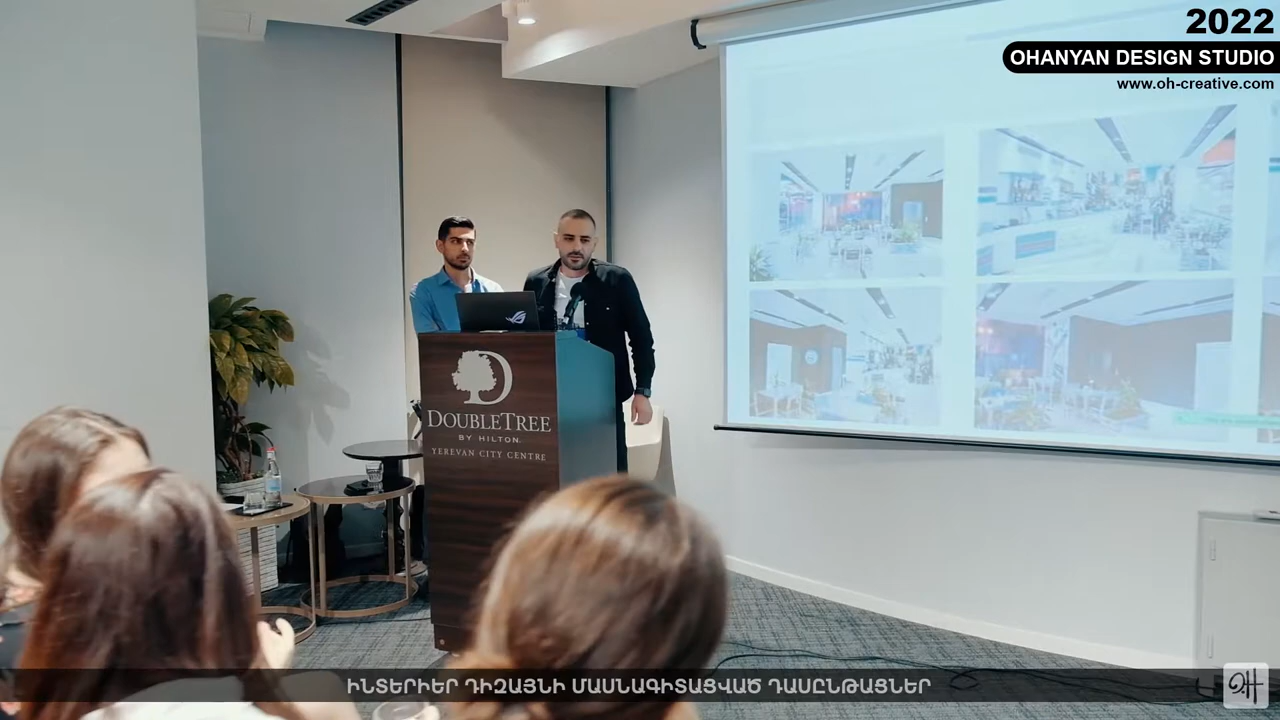 2022
OHANYAN DESIGN STUDIO
www.oh-creative.com
DOUBLETREE
BY HILTON
YEREVAN CITY CENTRE
ԻՆՏԵՐԻԵՐ ԴԻԶԱՅՆԻ ՄԱՍՆԱԳԻՏԱՑՎԱԾ ԴԱՍԸՆԹԱՑՆԵՐ